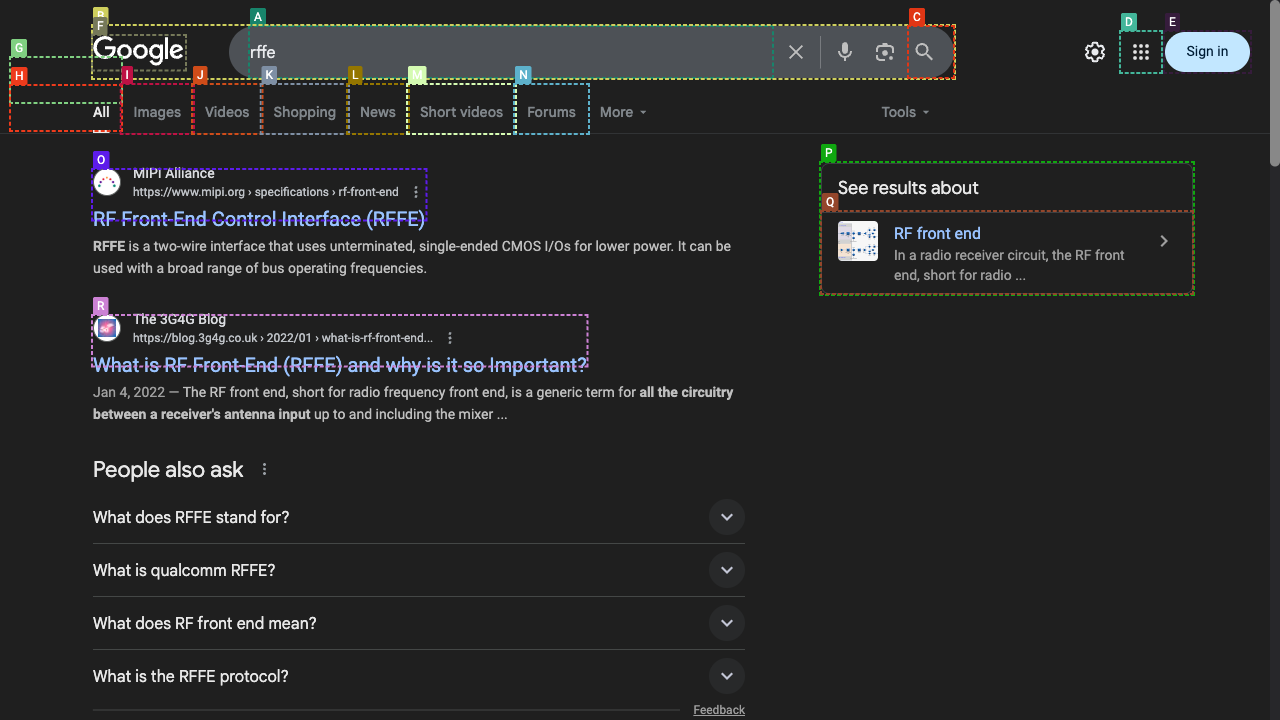 B
F
A
C
D
E
Google
rffe
Sign in
G
H
I
J
K
L
M
N
All
Images
Videos
Shopping
News
Short videos
Forums
More
Tools
O
MIPI Alliance
https://www.mipi.org › specifications › rf-front-end
RF Front-End Control Interface (RFFE)
RFFE is a two-wire interface that uses unterminated, single-ended CMOS I/Os for lower power. It can be
used with a broad range of bus operating frequencies.
P
See results about
Q
RF front end
In a radio receiver circuit, the RF front
end, short for radio ...
R
The 3G4G Blog
https://blog.3g4g.co.uk › 2022/01 › what-is-rf-front-end...
What is RF Front-End (RFFE) and why is it so Important?
Jan 4, 2022 — The RF front end, short for radio frequency front end, is a generic term for all the circuitry
between a receiver's antenna input up to and including the mixer ...
People also ask
What does RFFE stand for?
What is qualcomm RFFE?
What does RF front end mean?
What is the RFFE protocol?
Feedback